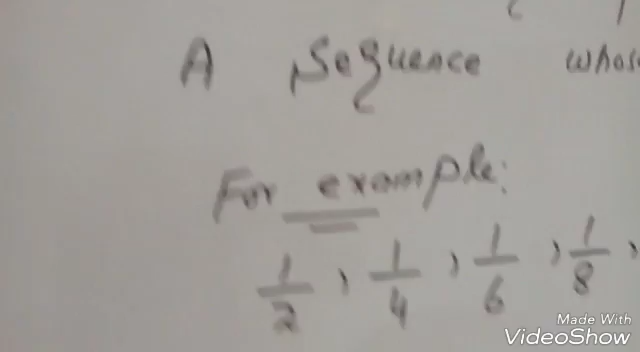 A Sequence whose
For example:
1/2, 1/4, 1/6, 1/8,
Made With
VideoShow